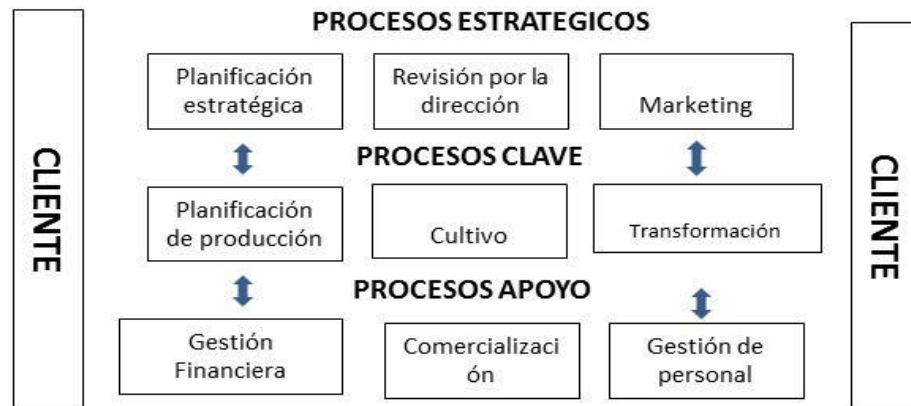 PROCESOS ESTRATEGICOS
CLIENTE
Planificación
estratégica
Revisión por la
dirección
Marketing
PROCESOS CLAVE
Planificación
de producción
Cultivo
Transformación
PROCESOS APOYO
Gestión
Financiera
Comercializaci
ón
Gestión de
personal
CLIENTE